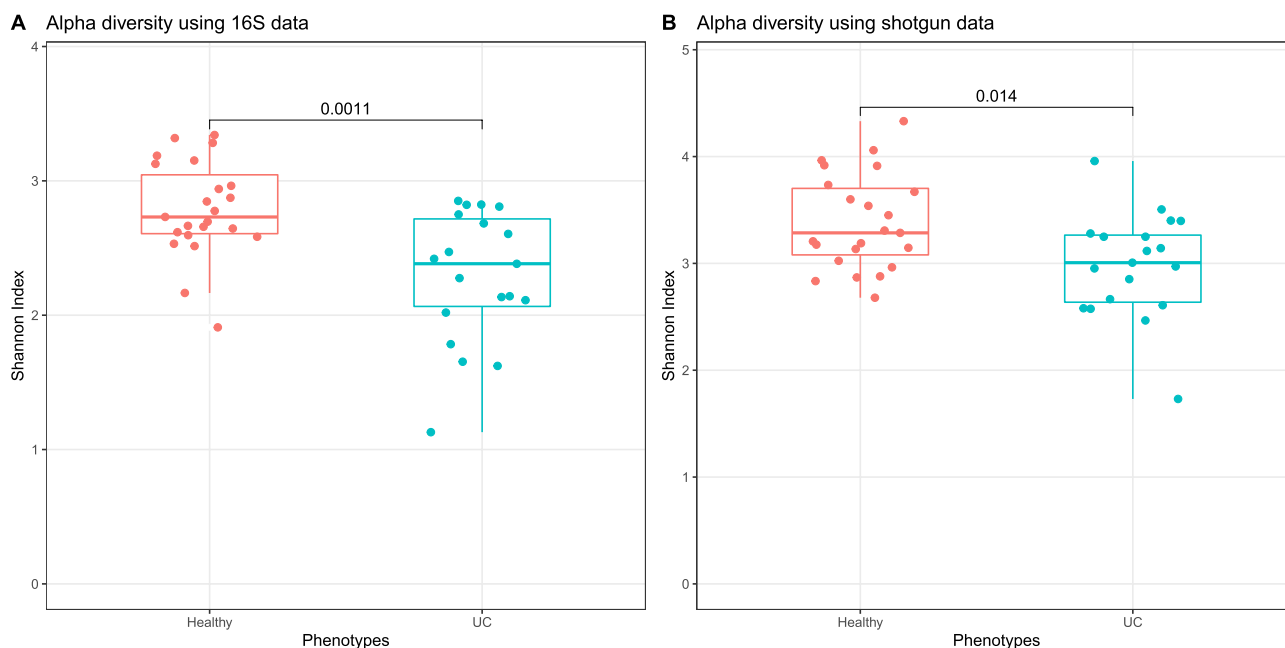 A Alpha diversity using 16S data
4
3
2
1
0
Shannon Index
0.0011
Healthy
UC
Phenotypes
B Alpha diversity using shotgun data
5
4
3
2
1
0
Shannon Index
0.014
Healthy
UC
Phenotypes